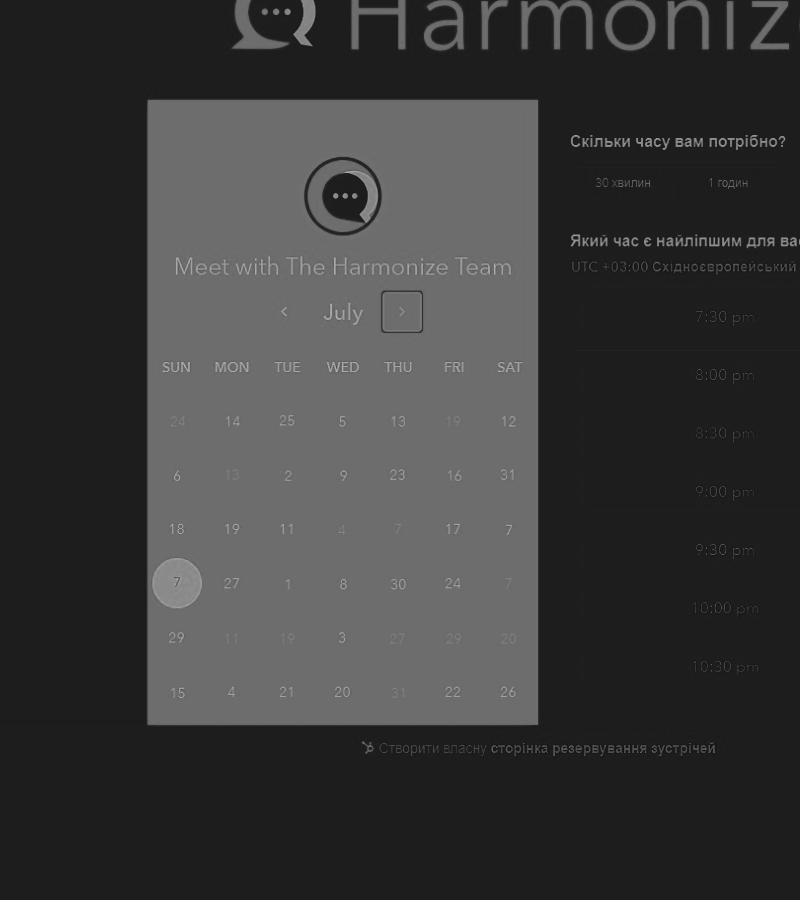 Harmoniz
Meet with The Harmonize Team
July
SUN MON TUE WED THU FRI SAT
24 14 25 5 13 19 12
6 13 2 9 23 16 31
18 19 11 4 7 17 7
7 27 1 8 30 24 7
29 11 19 3 27 29 20
15 4 21 20 31 22 26
Скільки часу вам потрібно?
30 хвилин 1 годин
Який час є найліпшим для вас
UTC +03:00 Східноєвропейський
7:30 pm
8:00 pm
8:30 pm
9:00 pm
9:30 pm
10:00 pm
10:30 pm
Створити власну сторінка резервування зустрічей